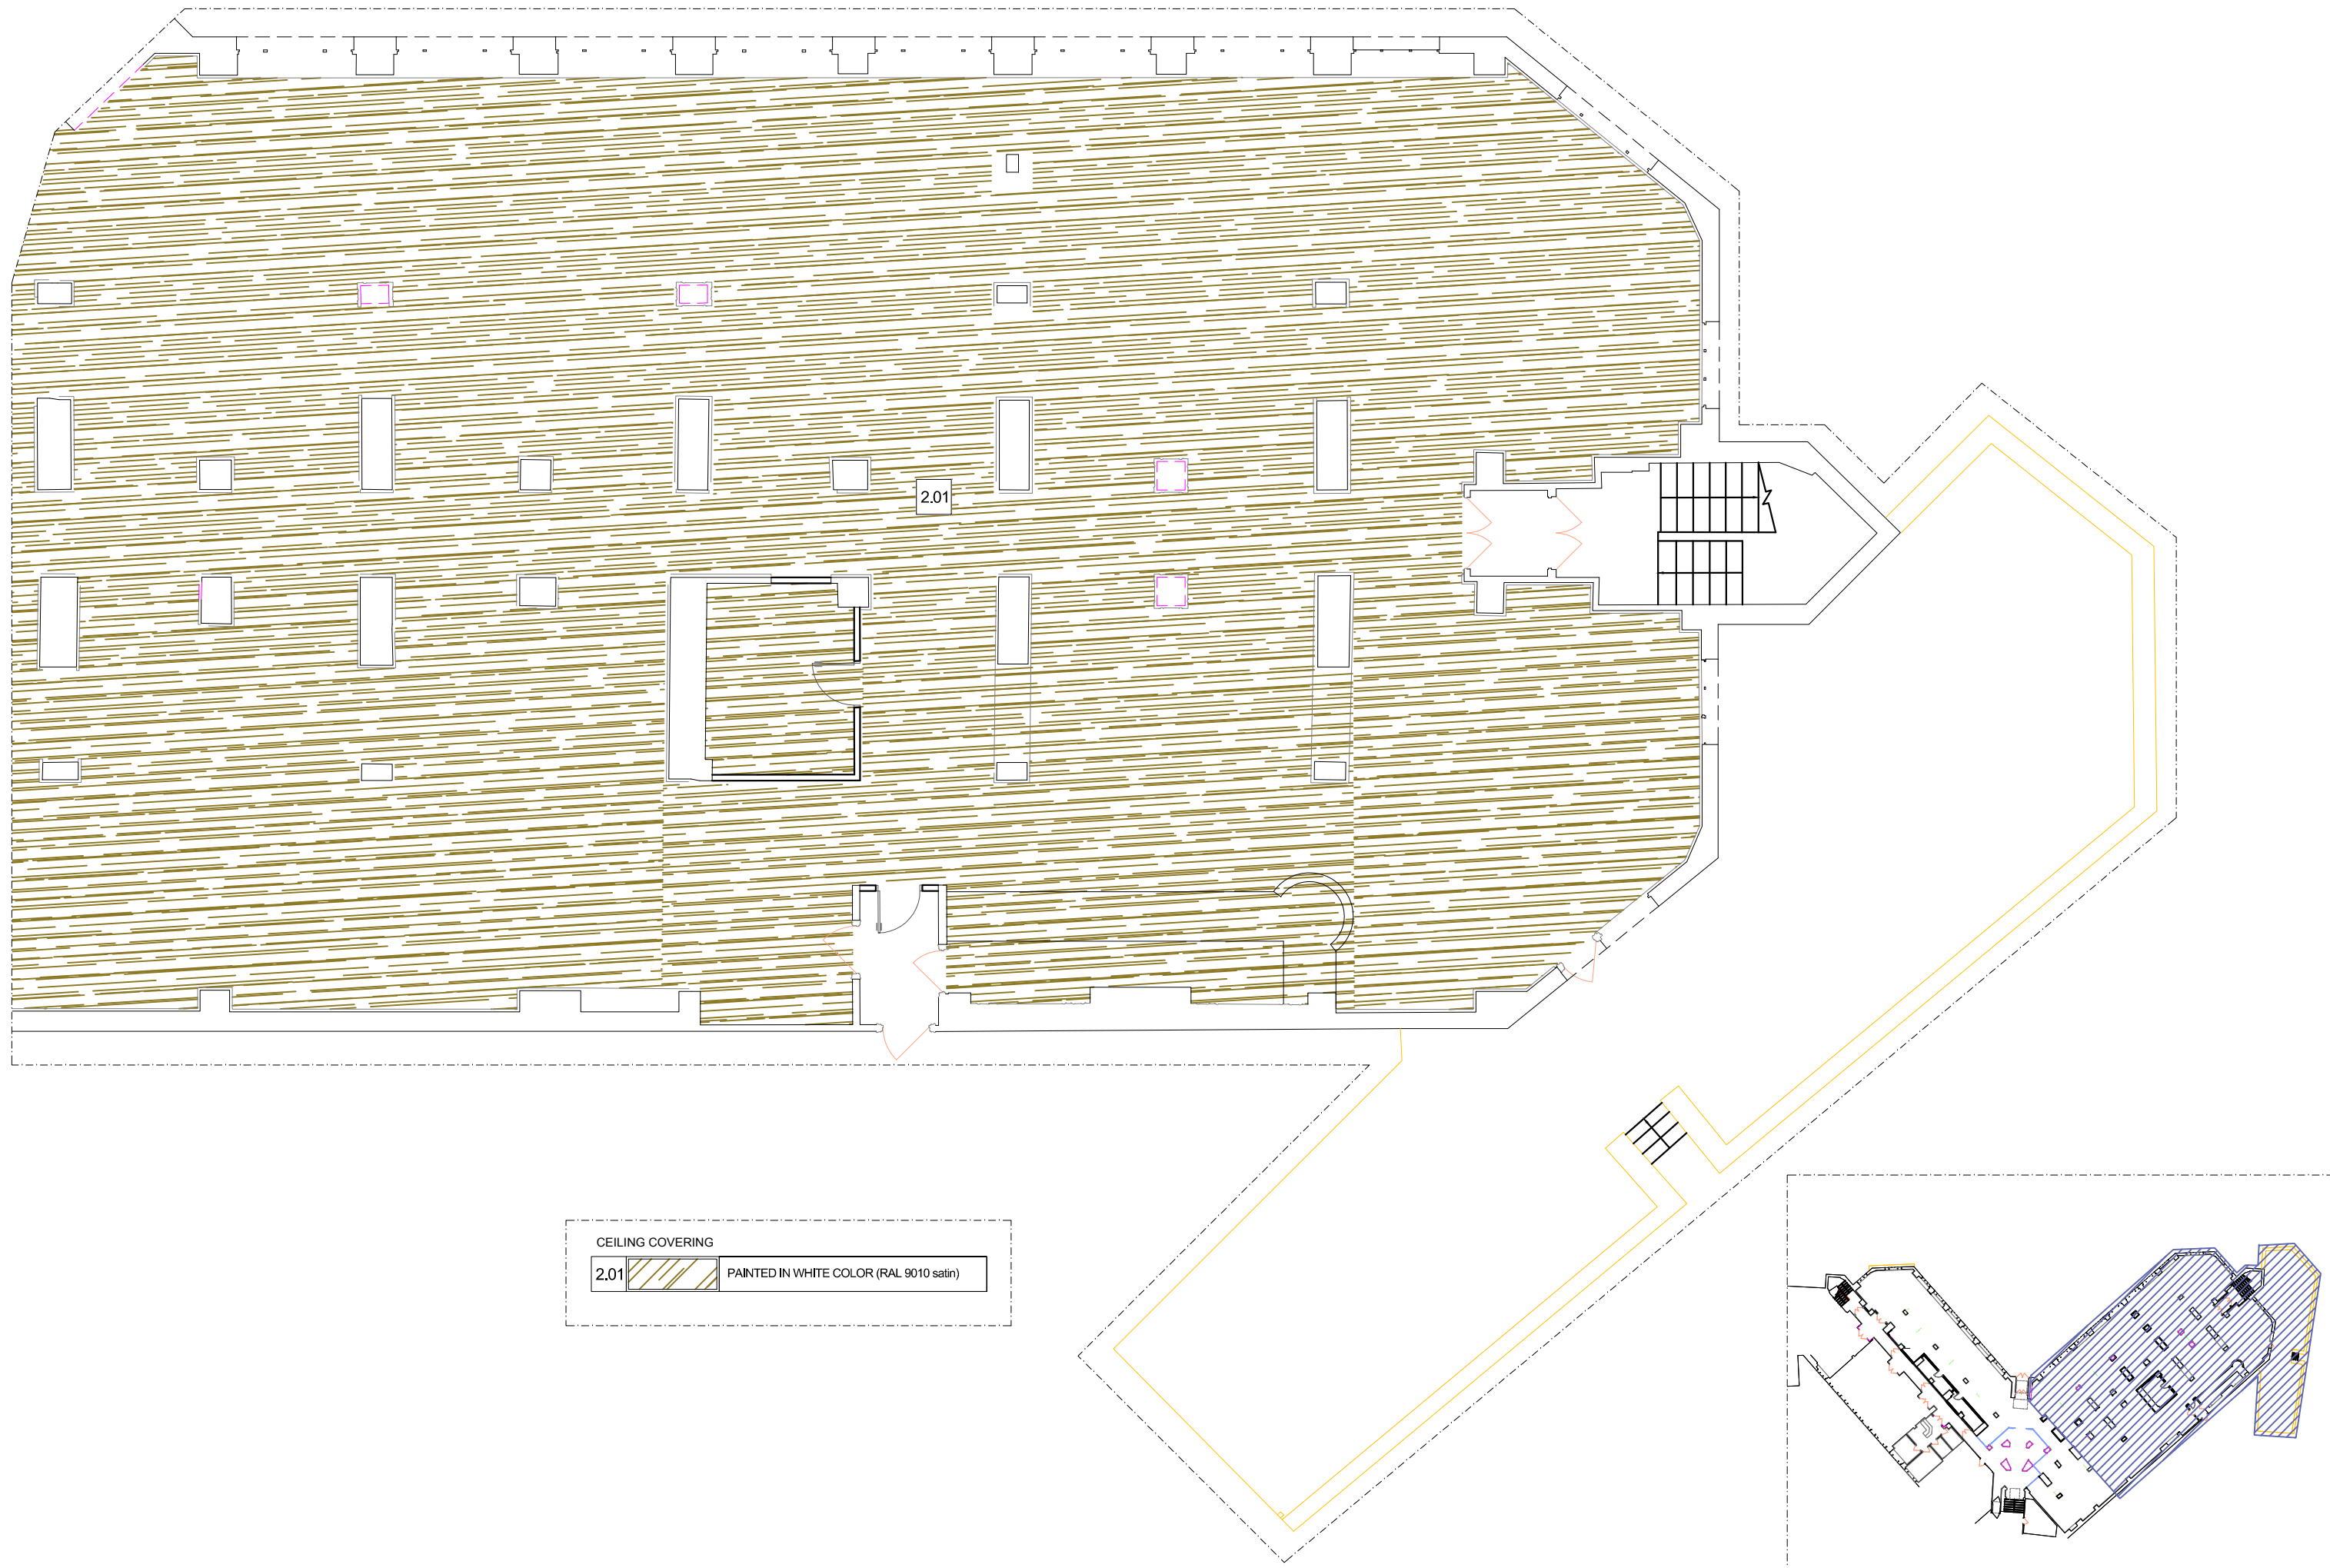 2.01
CEILING COVERING
2.01 PAINTED IN WHITE COLOR (RAL 9010 satin)